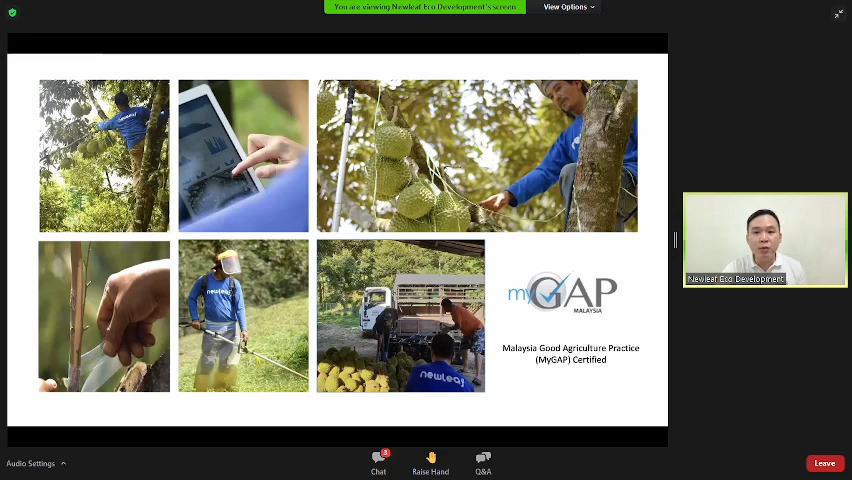 You are viewing Newleaf Eco Development's screen
View Options
newleaf
newleaf
newleaf
myGAP
MALAYSIA
Malaysia Good Agriculture Practice
(MyGAP) Certified
Newleaf Eco Development
Audio Settings
3
Chat
Raise Hand
Q&A
Leave